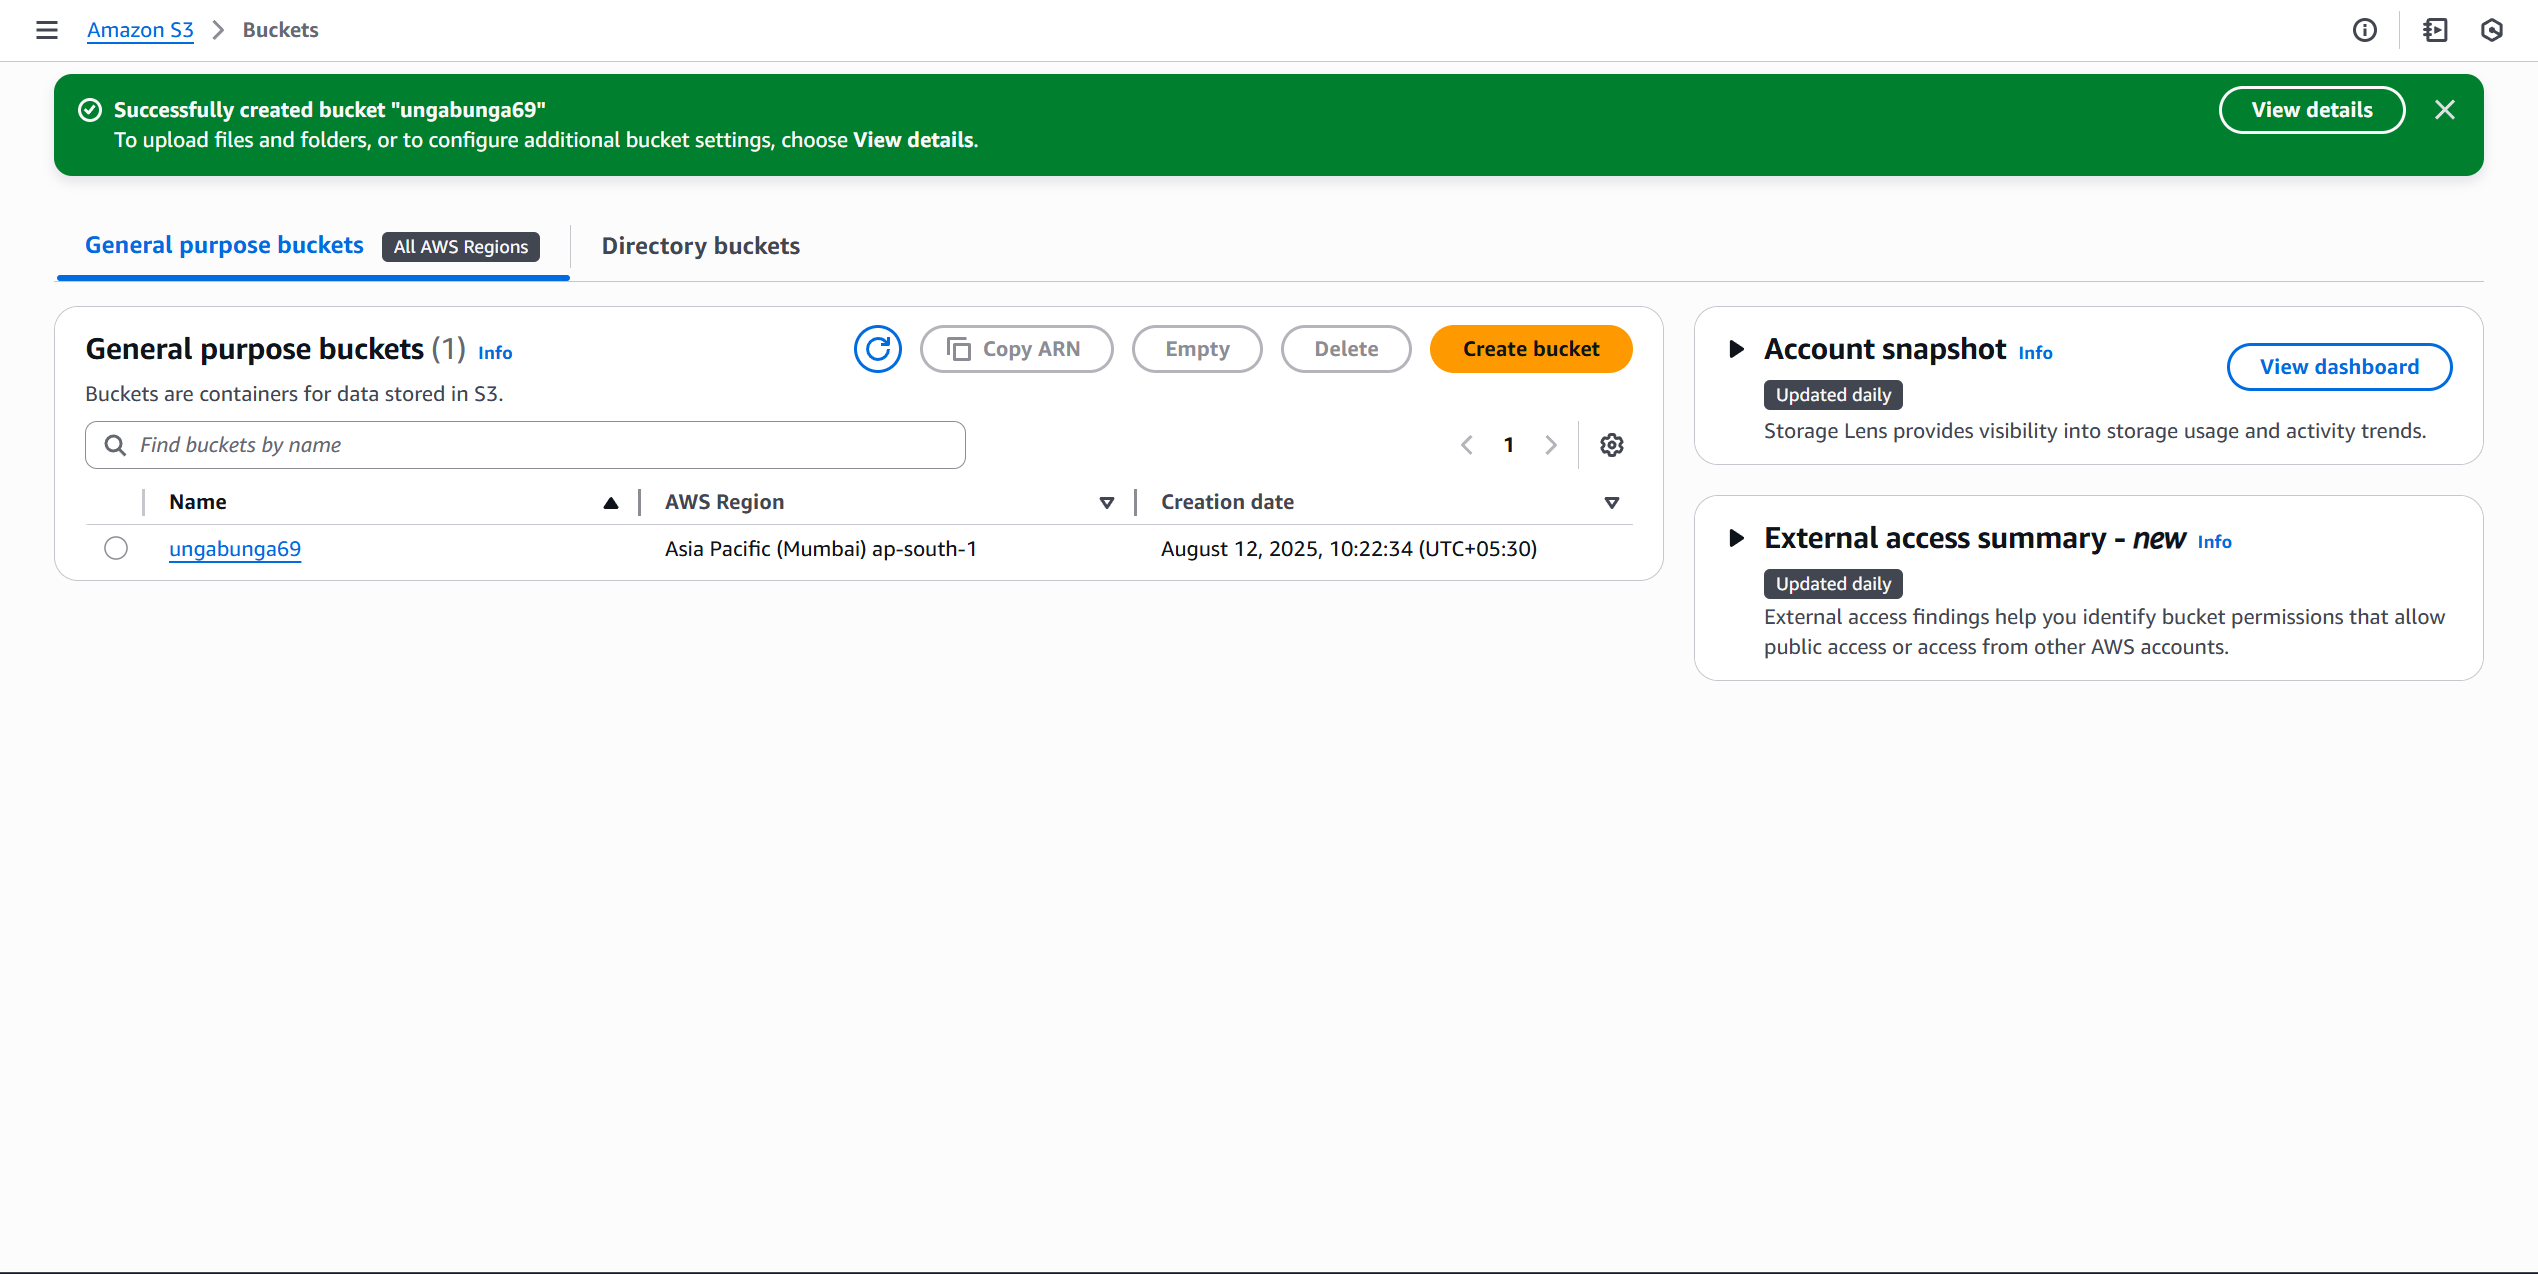 Amazon S3 > Buckets
Successfully created bucket "ungabunga69"
To upload files and folders, or to configure additional bucket settings, choose View details.
View details
General purpose buckets All AWS Regions
Directory buckets
General purpose buckets (1) Info
Copy ARN
Empty
Delete
Create bucket
Buckets are containers for data stored in S3.
Find buckets by name
1
Name AWS Region Creation date
ungabunga69 Asia Pacific (Mumbai) ap-south-1 August 12, 2025, 10:22:34 (UTC+05:30)
Account snapshot Info
View dashboard
Updated daily
Storage Lens provides visibility into storage usage and activity trends.
External access summary - new Info
Updated daily
External access findings help you identify bucket permissions that allow
public access or access from other AWS accounts.